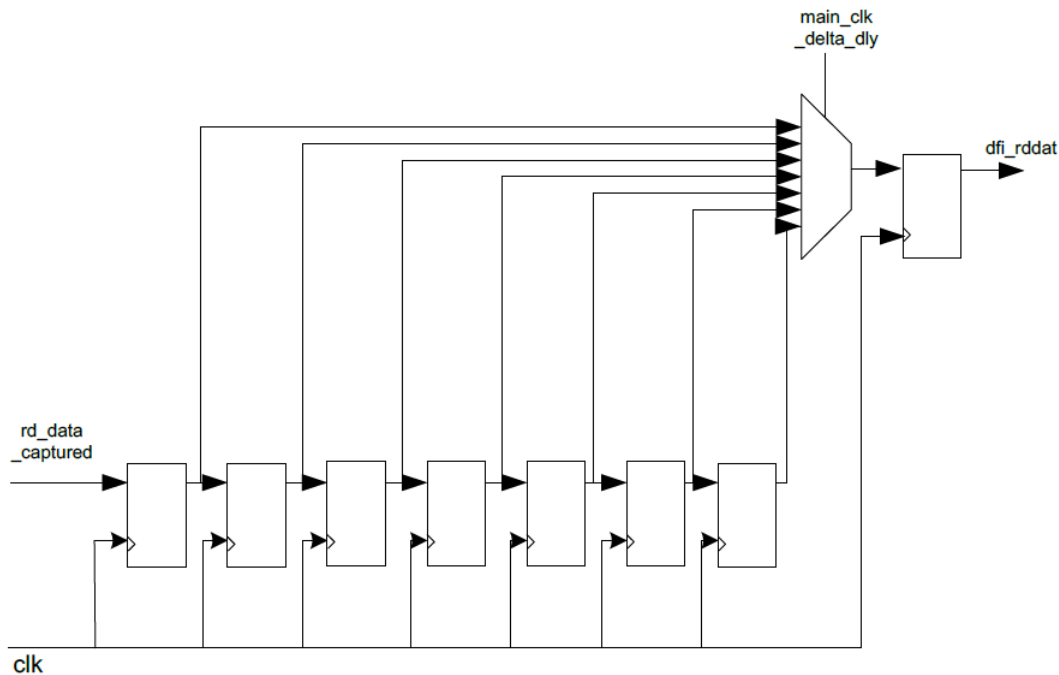 main_clk
_delta_dly
dfi_rddat
rd_data
_captured
clk